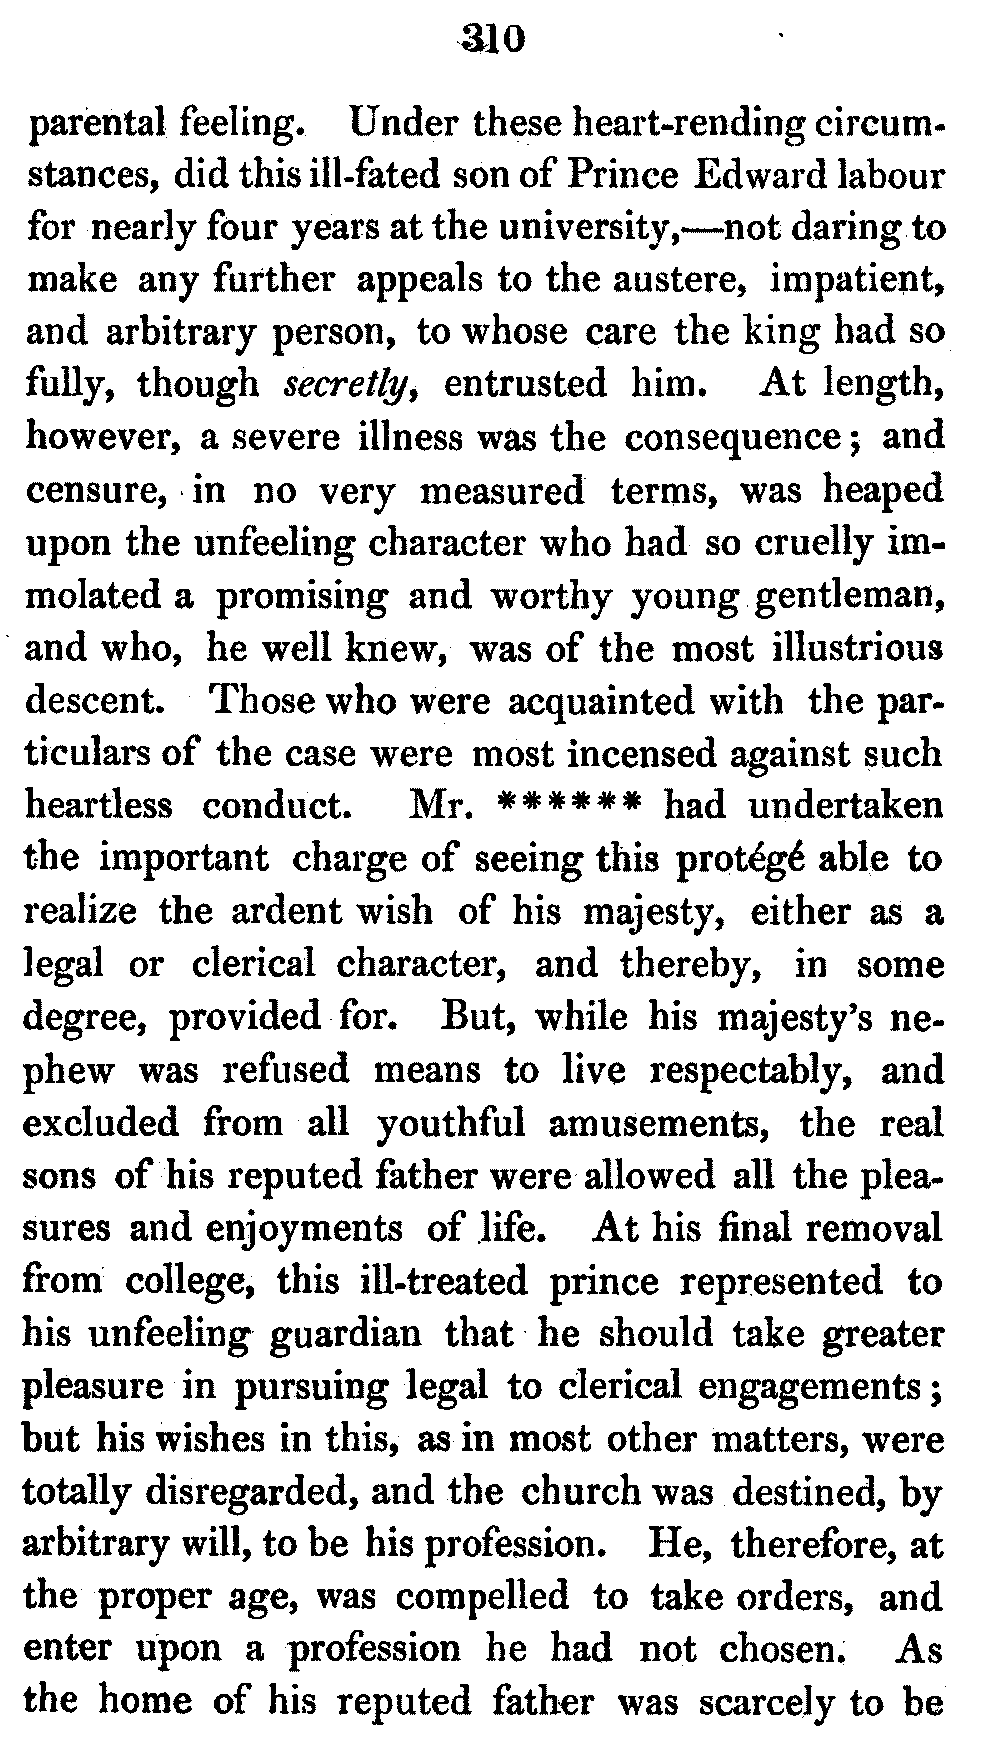 310
parental feeling. Under these heart-rending circum-
stances, did this ill-fated son of Prince Edward labour
for nearly four years at the university,—not daring to
make any further appeals to the austere, impatient,
and arbitrary person, to whose care the king had so
fully, though secretly, entrusted him. At length,
however, a severe illness was the consequence; and
censure, in no very measured terms, was heaped
upon the unfeeling character who had so cruelly im-
molated a promising and worthy young gentleman,
and who, he well knew, was of the most illustrious
descent. Those who were acquainted with the par-
ticulars of the case were most incensed against such
heartless conduct. Mr. ****** had undertaken
the important charge of seeing this protégé able to
realize the ardent wish of his majesty, either as a
legal or clerical character, and thereby, in some
degree, provided for. But, while his majesty's ne-
phew was refused means to live respectably, and
excluded from all youthful amusements, the real
sons of his reputed father were allowed all the plea-
sures and enjoyments of life. At his final removal
from college, this ill-treated prince represented to
his unfeeling guardian that he should take greater
pleasure in pursuing legal to clerical engagements;
but his wishes in this, as in most other matters, were
totally disregarded, and the church was destined, by
arbitrary will, to be his profession. He, therefore, at
the proper age, was compelled to take orders, and
enter upon a profession he had not chosen. As
the home of his reputed father was scarcely to be